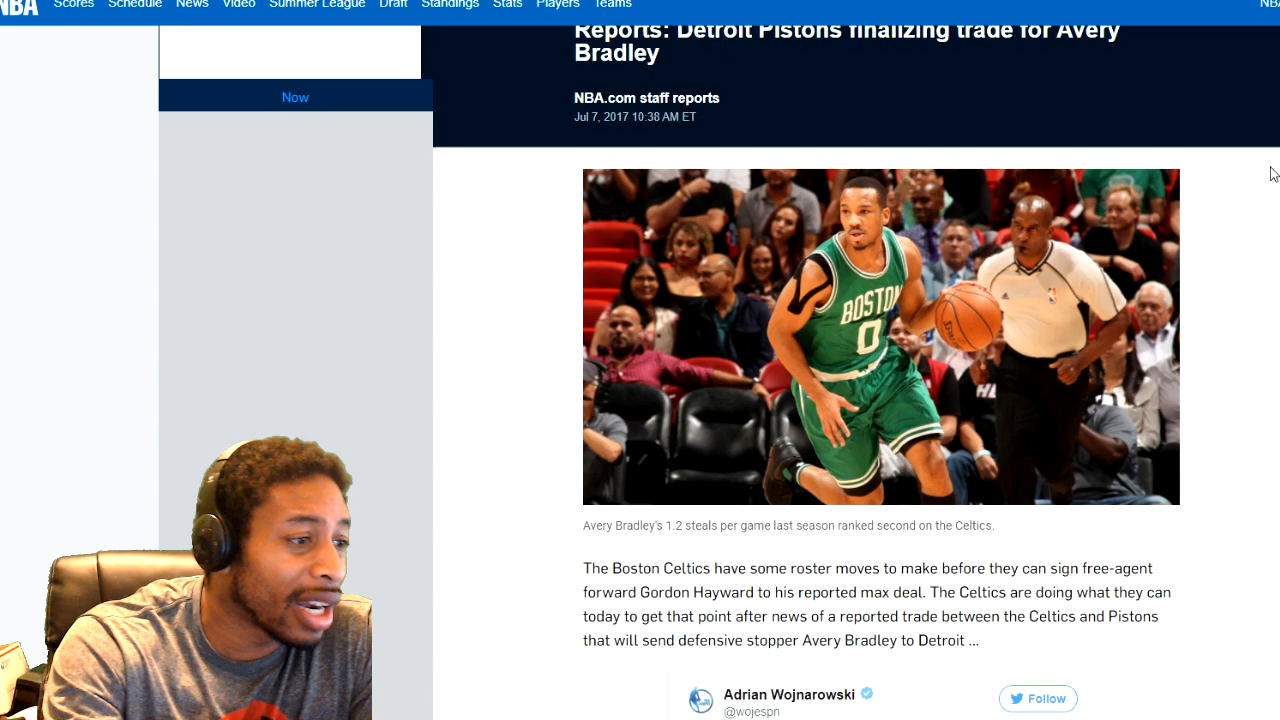 NBA Scores Schedule News Video Summer League Draft Standings Stats Players Teams
Reports: Detroit Pistons finalizing trade for Avery
Bradley
Now
NBA.com staff reports
Jul 7, 2017 10:38 AM ET
BOSTON
0
Avery Bradley's 1.2 steals per game last season ranked second on the Celtics.
The Boston Celtics have some roster moves to make before they can sign free-agent
forward Gordon Hayward to his reported max deal. The Celtics are doing what they can
today to get that point after news of a reported trade between the Celtics and Pistons
that will send defensive stopper Avery Bradley to Detroit ...
Adrian Wojnarowski
@wojespn
Follow